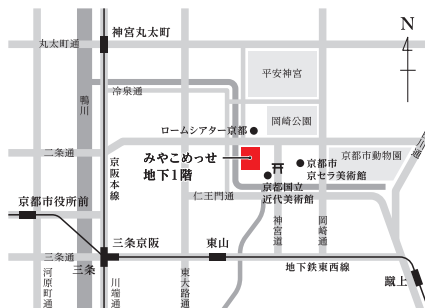 N
神宮丸太町
丸太町通
平安神宮
鴨川
冷泉通
岡崎公園
ロームシアター京都
二条通
みやこめっせ
地下1階
京阪本線
京都市
京セラ美術館
京都市動物園
京都国立
近代美術館
仁王門通
京都市役所前
神宮道
岡崎通
三条京阪
東山
三条通
三条
地下鉄東西線
蹴上
河原町通
川端通
東大路通